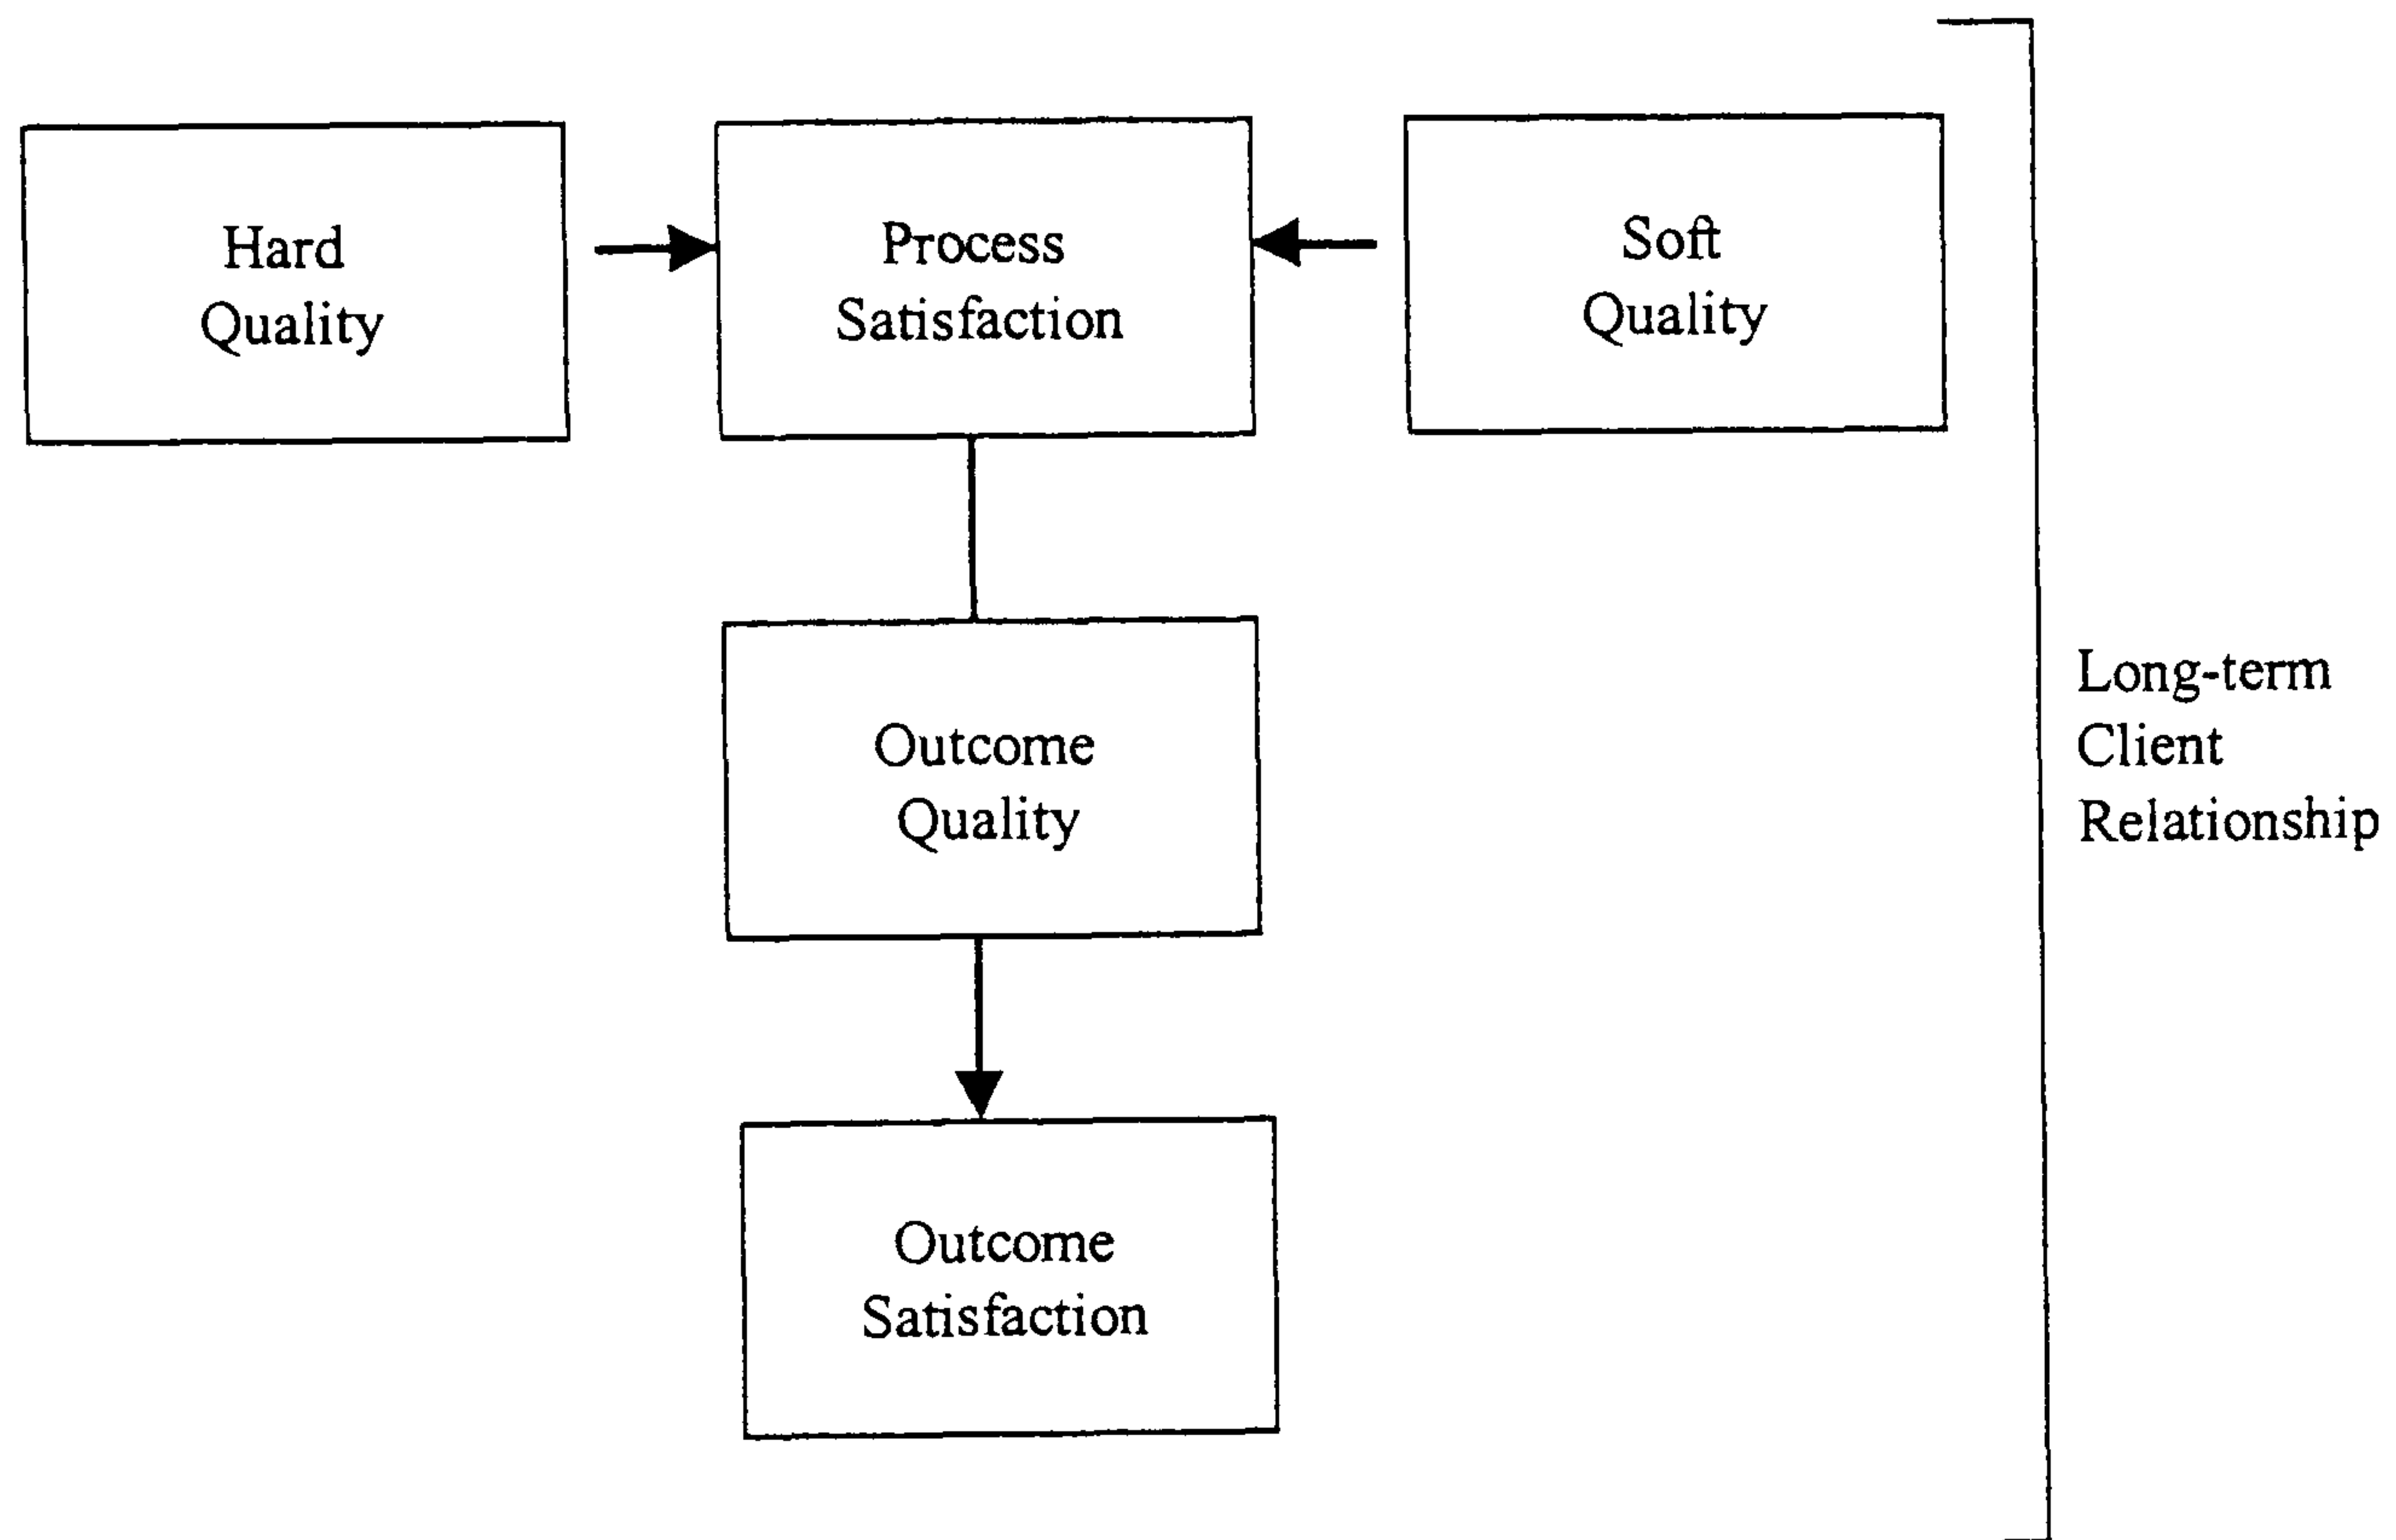 Hard
Quality
Process
Satisfaction
Soft
Quality
Outcome
Quality
Outcome
Satisfaction
Long-term
Client
Relationship